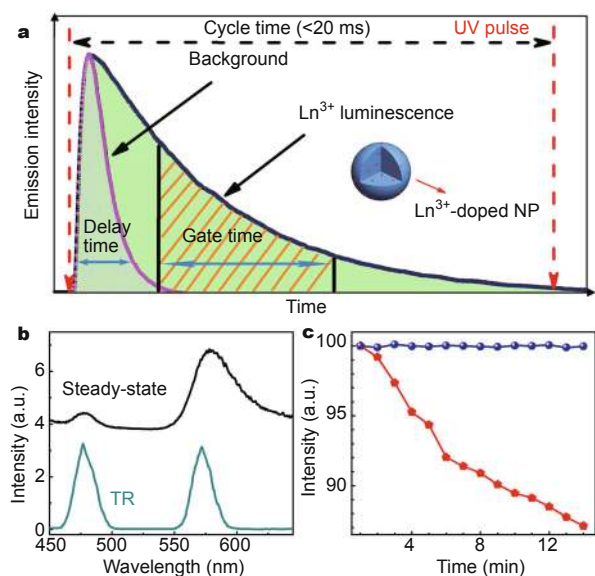 a
Cycle time (<20 ms)
UV pulse
Background
Ln³⁺ luminescence
Ln³⁺-doped NP
Delay time
Gate time
Emission intensity
Time
b
Steady-state
TR
Intensity (a.u.)
6
4
2
0
450 500 550 600
Wavelength (nm)
c
Intensity (a.u.)
100
95
90
4 8 12
Time (min)